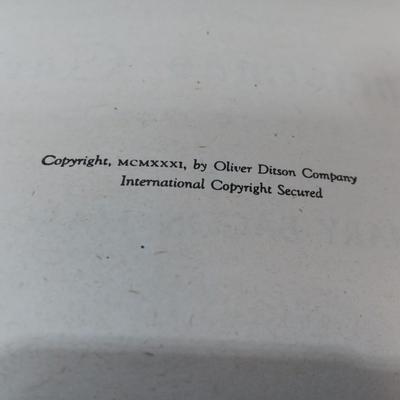 Copyright, MCMXXXI, by Oliver Ditson Company
International Copyright Secured